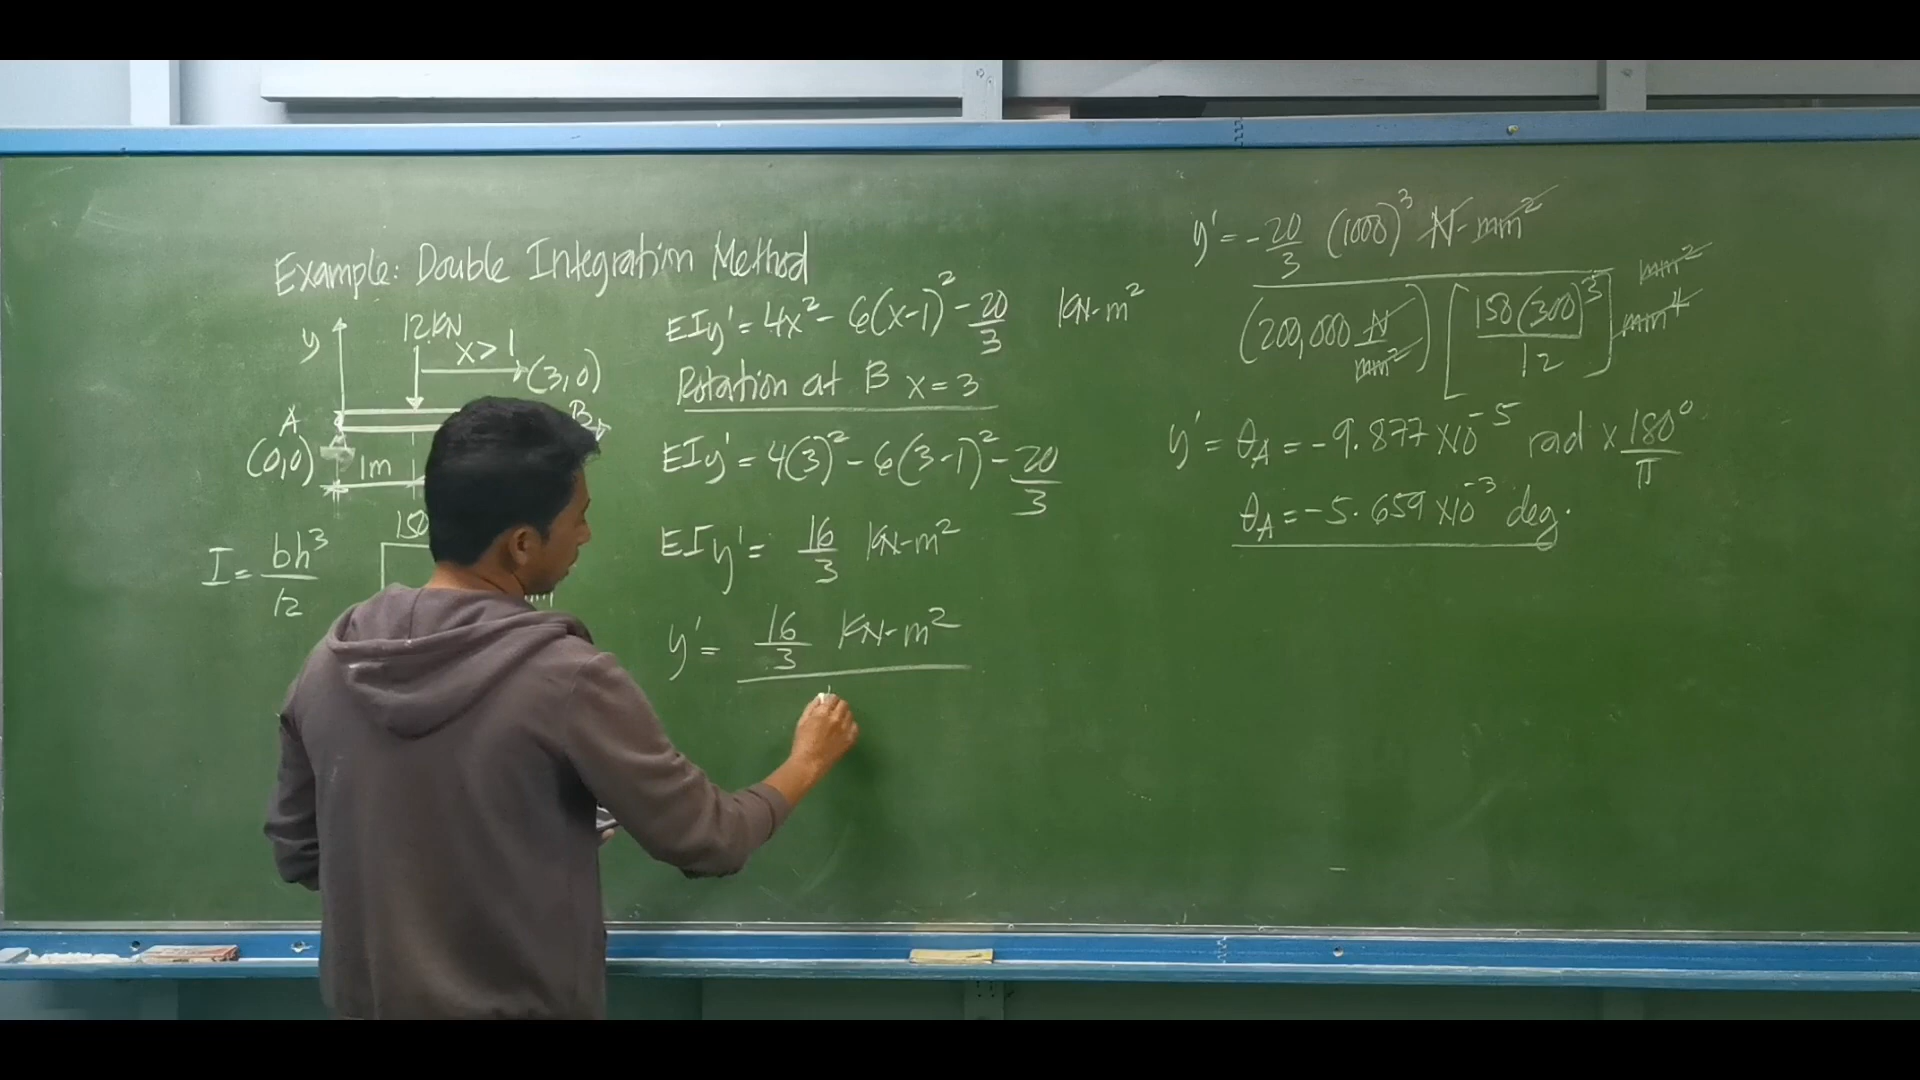 Example: Double Integration Method
y
12KN
x > 1
(3,0)
A
B
(0,0)
1m
150
I = bh³/12
EIy' = 4x² - 6(x-1)² - 20/3 KN-m²
Rotation at B x = 3
EIy' = 4(3)² - 6(3-1)² - 20/3
EIy' = 16/3 KN-m²
y' = 16/3 KN-m²
y' = -20/3 (1000)³ N-mm²
(200,000 N/mm²) [150(300)³/12] mm⁴ mm²
y' = θA = -9.877 x10⁻⁵ rad x 180°/π
θA = -5.659 x10⁻³ deg.